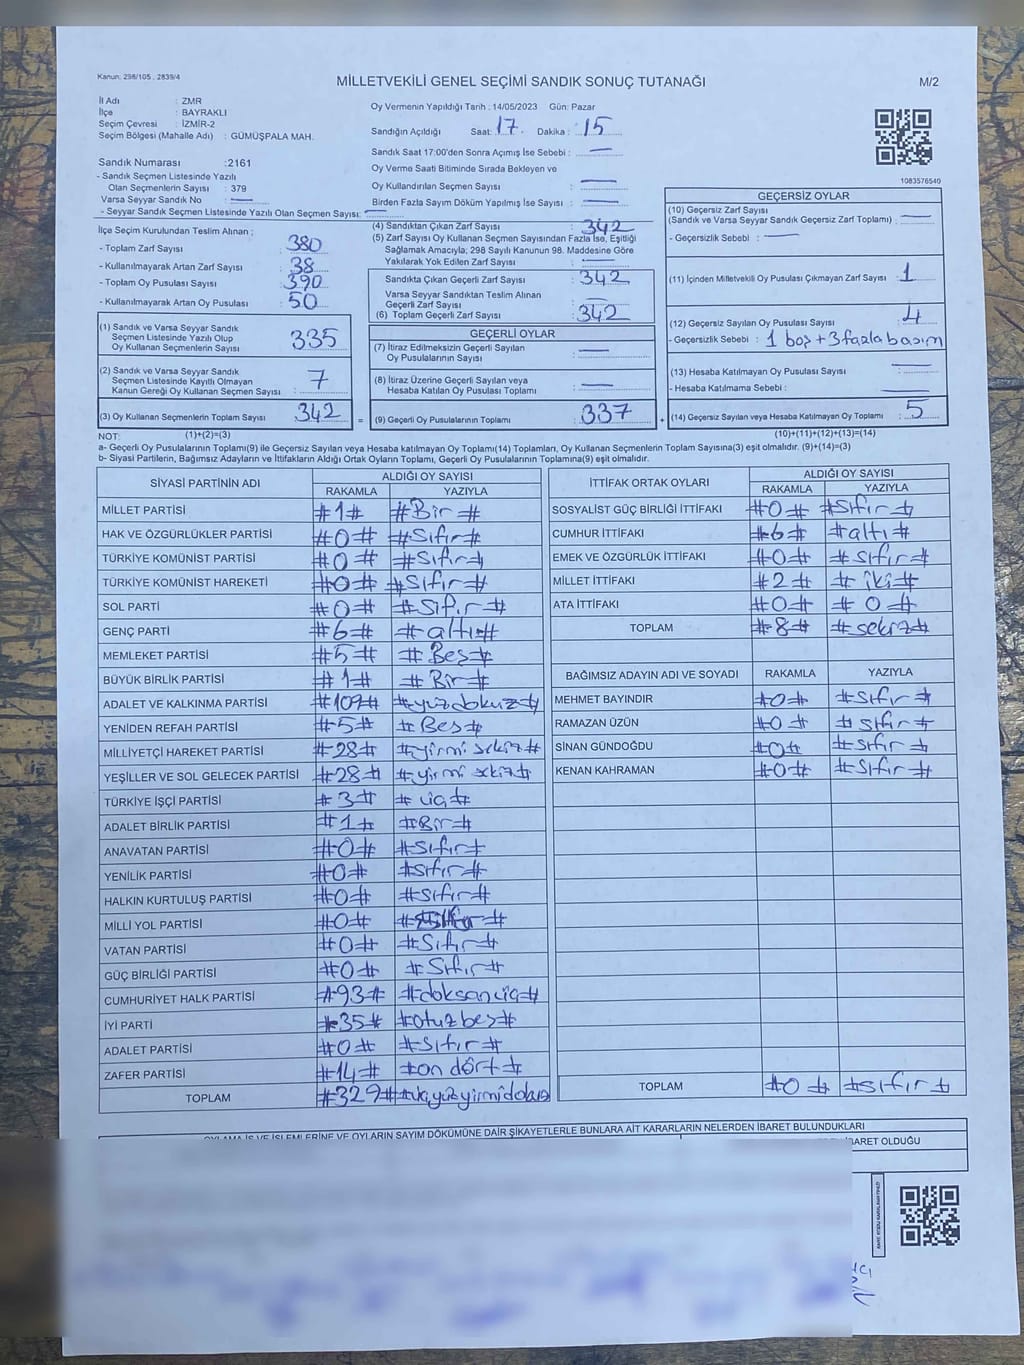 Kanun: 298/105 , 2839/4
MİLLETVEKİLİ GENEL SEÇİMİ SANDIK SONUÇ TUTANAĞI
M/2
İl Adı : ZMR
İlçe : BAYRAKLI
Seçim Çevresi : İZMİR-2
Seçim Bölgesi (Mahalle Adı) : GÜMÜŞPALA MAH.
Sandık Numarası :2161
- Sandık Seçmen Listesinde Yazılı
Olan Seçmenlerin Sayısı : 379
Varsa Seyyar Sandık No : —
- Seyyar Sandık Seçmen Listesinde Yazılı Olan Seçmen Sayısı: —
Oy Vermenin Yapıldığı Tarih : 14/05/2023 Gün: Pazar
Sandığın Açıldığı Saat: 17 Dakika : 15
Sandık Saat 17:00'den Sonra Açımış İse Sebebi : —
Oy Verme Saati Bitiminde Sırada Bekleyen ve
Oy Kullandırılan Seçmen Sayısı : —
Birden Fazla Sayım Döküm Yapılmış İse Sayısı : —
1083576540
İlçe Seçim Kurulundan Teslim Alınan ;
- Toplam Zarf Sayısı : 380
- Kullanılmayarak Artan Zarf Sayısı : 38
- Toplam Oy Pusulası Sayısı : 390
- Kullanılmayarak Artan Oy Pusulası : 50
(1) Sandık ve Varsa Seyyar Sandık
Seçmen Listesinde Yazılı Olup
Oy Kullanan Seçmenlerin Sayısı : 335
(2) Sandık ve Varsa Seyyar Sandık
Seçmen Listesinde Kayıtlı Olmayan
Kanun Gereği Oy Kullanan Seçmen Sayısı : 7
(3) Oy Kullanan Seçmenlerin Toplam Sayısı : 342
(4) Sandıktan Çıkan Zarf Sayısı : 342
(5) Zarf Sayısı Oy Kullanan Seçmen Sayısından Fazla İse, Eşitliği
Sağlamak Amacıyla; 298 Sayılı Kanunun 98. Maddesine Göre
Yakılarak Yok Edilen Zarf Sayısı : —
Sandıkta Çıkan Geçerli Zarf Sayısı : 342
Varsa Seyyar Sandıktan Teslim Alınan
Geçerli Zarf Sayısı : —
(6) Toplam Geçerli Zarf Sayısı : 342
GEÇERLİ OYLAR
(7) İtiraz Edilmeksizin Geçerli Sayılan
Oy Pusulalarının Sayısı : —
(8) İtiraz Üzerine Geçerli Sayılan veya
Hesaba Katılan Oy Pusulası Toplamı : —
= (9) Geçerli Oy Pusulalarının Toplamı : 337
GEÇERSİZ OYLAR
(10) Geçersiz Zarf Sayısı
(Sandık ve Varsa Seyyar Sandık Geçersiz Zarf Toplamı) : —
- Geçersizlik Sebebi : —
(11) İçinden Milletvekili Oy Pusulası Çıkmayan Zarf Sayısı : 1
(12) Geçersiz Sayılan Oy Pusulası Sayısı : 4
- Geçersizlik Sebebi : 1 boş + 3 fazla basım
(13) Hesaba Katılmayan Oy Pusulası Sayısı : —
- Hesaba Katılmama Sebebi : —
+ (14) Geçersiz Sayılan veya Hesaba Katılmayan Oy Toplamı : 5
NOT: (1)+(2)=(3)
(10)+(11)+(12)+(13)=(14)
a- Geçerli Oy Pusulalarının Toplamı(9) ile Geçersiz Sayılan veya Hesaba katılmayan Oy Toplamı(14) Toplamları, Oy Kullanan Seçmenlerin Toplam Sayısına(3) eşit olmalıdır. (9)+(14)=(3)
b- Siyasi Partilerin, Bağımsız Adayların ve İttifakların Aldığı Ortak Oyların Toplamı, Geçerli Oy Pusulalarının Toplamına(9) eşit olmalıdır.
SİYASİ PARTİNİN ADI ALDIĞI OY SAYISI
RAKAMLA YAZIYLA
MİLLET PARTİSİ #1# #Bir#
HAK VE ÖZGÜRLÜKLER PARTİSİ #0# #Sıfır#
TÜRKİYE KOMÜNİST PARTİSİ #0# #Sıfır#
TÜRKİYE KOMÜNİST HAREKETİ #0# #Sıfır#
SOL PARTİ #0# #Sıfır#
GENÇ PARTİ #6# #altı#
MEMLEKET PARTİSİ #5# #Beş#
BÜYÜK BİRLİK PARTİSİ #1# #Bir#
ADALET VE KALKINMA PARTİSİ #109# #yüzdokuz#
YENİDEN REFAH PARTİSİ #5# #Beş#
MİLLİYETÇİ HAREKET PARTİSİ #28# #yirmi sekiz#
YEŞİLLER VE SOL GELECEK PARTİSİ #28# #yirmi sekiz#
TÜRKİYE İŞÇİ PARTİSİ #3# #üç#
ADALET BİRLİK PARTİSİ #1# #Bir#
ANAVATAN PARTİSİ #0# #Sıfır#
YENİLİK PARTİSİ #0# #sıfır#
HALKIN KURTULUŞ PARTİSİ #0# #sıfır#
MİLLİ YOL PARTİSİ #0#
VATAN PARTİSİ #0# #Sıfır#
GÜÇ BİRLİĞİ PARTİSİ #0# #Sıfır#
CUMHURİYET HALK PARTİSİ #93# #doksanüç#
İYİ PARTİ #35# #otuzbeş#
ADALET PARTİSİ #0# #Sıfır#
ZAFER PARTİSİ #14# #on dört#
TOPLAM #329# #üçyüzyirmidokuz
İTTİFAK ORTAK OYLARI ALDIĞI OY SAYISI
RAKAMLA YAZIYLA
SOSYALİST GÜÇ BİRLİĞİ İTTİFAKI #0# #sıfır#
CUMHUR İTTİFAKI #6# #altı#
EMEK VE ÖZGÜRLÜK İTTİFAKI #0# #sıfır#
MİLLET İTTİFAKI #2# #iki#
ATA İTTİFAKI #0# #0#
TOPLAM #8# #sekiz#
BAĞIMSIZ ADAYIN ADI VE SOYADI RAKAMLA YAZIYLA
MEHMET BAYINDIR #0# #Sıfır#
RAMAZAN ÜZÜN #0# #sıfır#
SİNAN GÜNDOĞDU #0# #sıfır#
KENAN KAHRAMAN #0# #Sıfır#
TOPLAM #0# #sıfır#
OYLAMA İŞ VE İŞLEMLERİNE VE OYLARIN SAYIM DÖKÜMÜNE DAİR ŞİKAYETLERLE BUNLARA AİT KARARLARIN NELERDEN İBARET BULUNDUKLARI
İBARET OLDUĞU